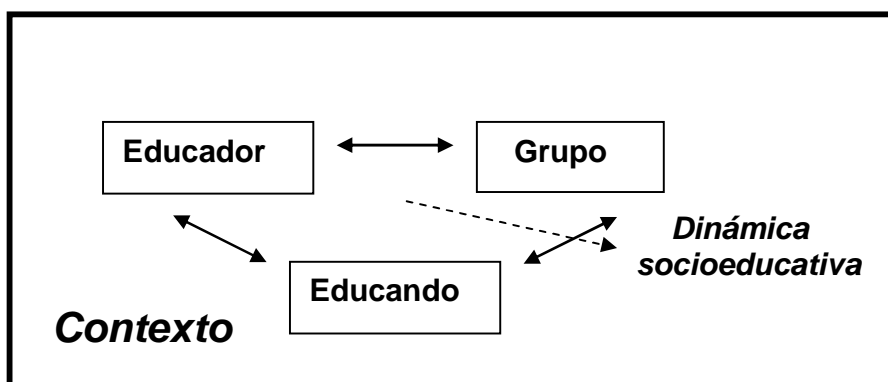 Educador
Grupo
Dinámica
socioeducativa
Educando
Contexto